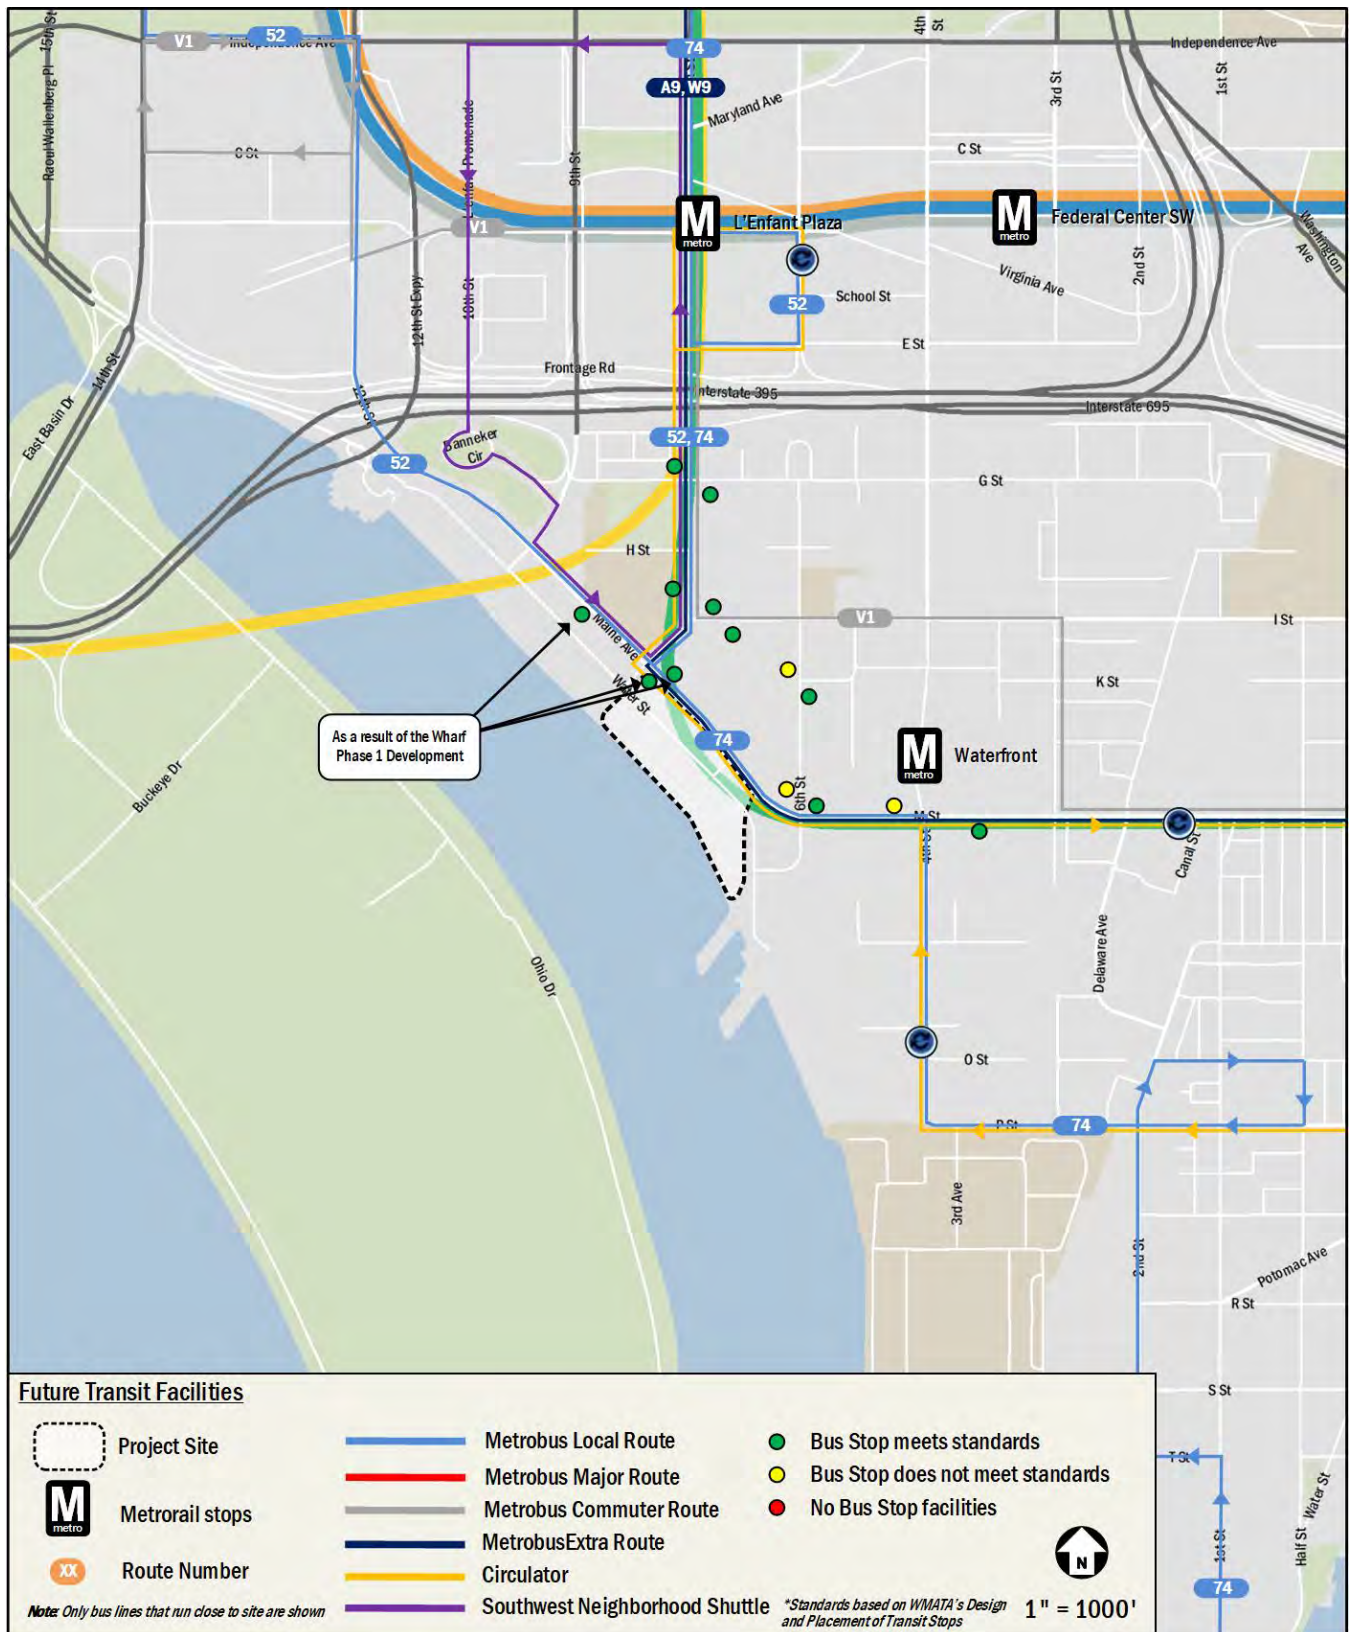 15th St
52
V1
Independence Ave
74
4th
St
Independence Ave
Raoul Wallenberg Pl
A9, W9
Maryland Ave
3rd St
1st St
C St
L'enfant Promenade
9th St
C St
M
metro
L'Enfant Plaza
M
metro
Federal Center SW
V1
Washington
Ave
2nd St
Virginia Ave
School St
52
12th St Expy
10th St
E St
14th St
Frontage Rd
Interstate 395
Interstate 695
East Basin Dr
12th St
Banneker
Cir
52
52, 74
G St
H St
V1
I St
Maine Ave
K St
Water St
As a result of the Wharf
Phase 1 Development
74
M
metro
Waterfront
Buckeye Dr
6th St
M St
4th St
Canal St
Delaware Ave
Ohio Dr
O St
P St
74
3rd Ave
2nd St
Potomac Ave
R St
S St
T St
Water St
Half St
1st St
74
Future Transit Facilities
Project Site
M
metro
Metrorail stops
XX
Route Number
Note: Only bus lines that run close to site are shown
Metrobus Local Route
Metrobus Major Route
Metrobus Commuter Route
MetrobusExtra Route
Circulator
Southwest Neighborhood Shuttle
Bus Stop meets standards
Bus Stop does not meet standards
No Bus Stop facilities
*Standards based on WMATA's Design
and Placement of Transit Stops
N
1" = 1000'